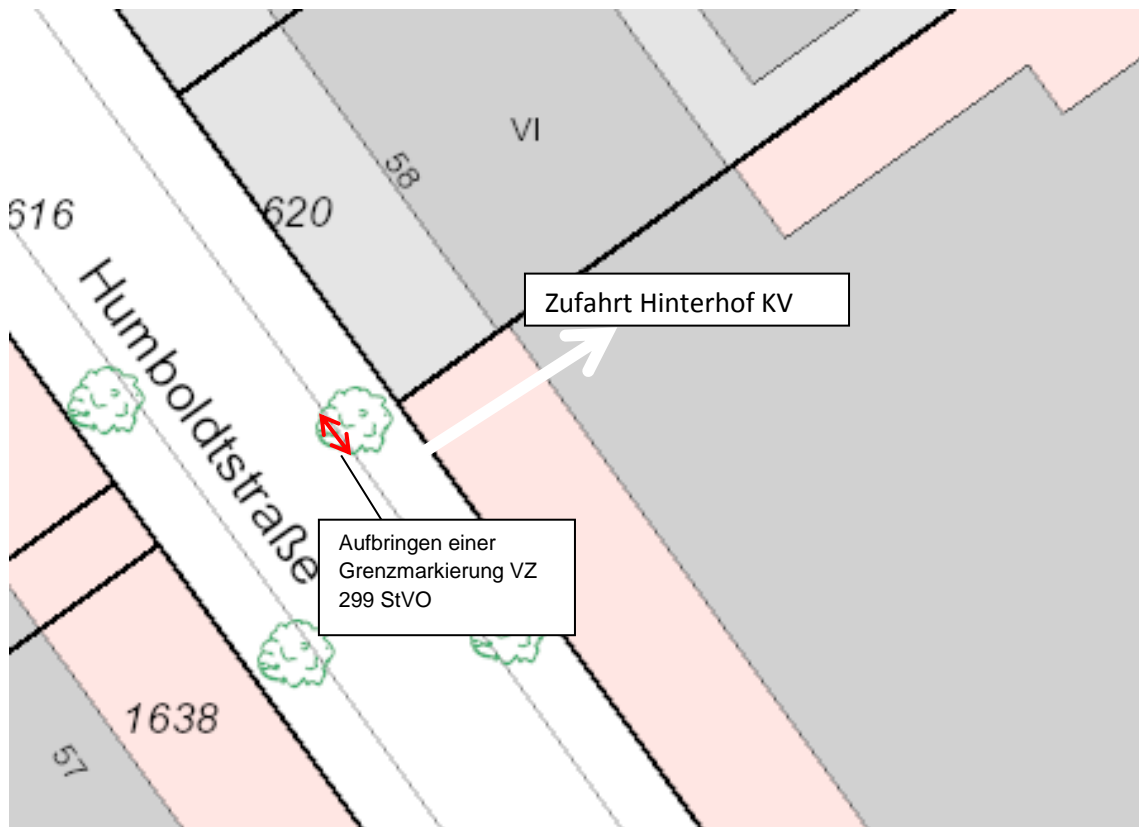 VI
58
616
620
Humboldtstraße
Zufahrt Hinterhof KV
Aufbringen einer
Grenzmarkierung VZ
299 StVO
1638
57